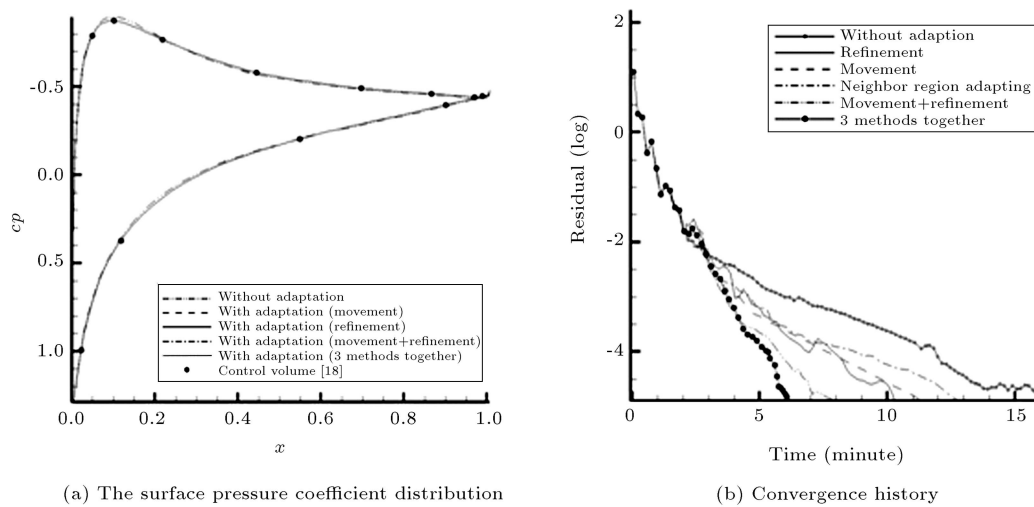 -0.5
0.0
0.5
1.0
cp
0.0
0.2
0.4
0.6
0.8
1.0
x
Without adaptation
With adaptation (movement)
With adaptation (refinement)
With adaptation (movement+refinement)
With adaptation (3 methods together)
Control volume [18]
(a) The surface pressure coefficient distribution
2
0
-2
-4
Residual (log)
0
5
10
15
Time (minute)
Without adaption
Refinement
Movement
Neighbor region adapting
Movement+refinement
3 methods together
(b) Convergence history